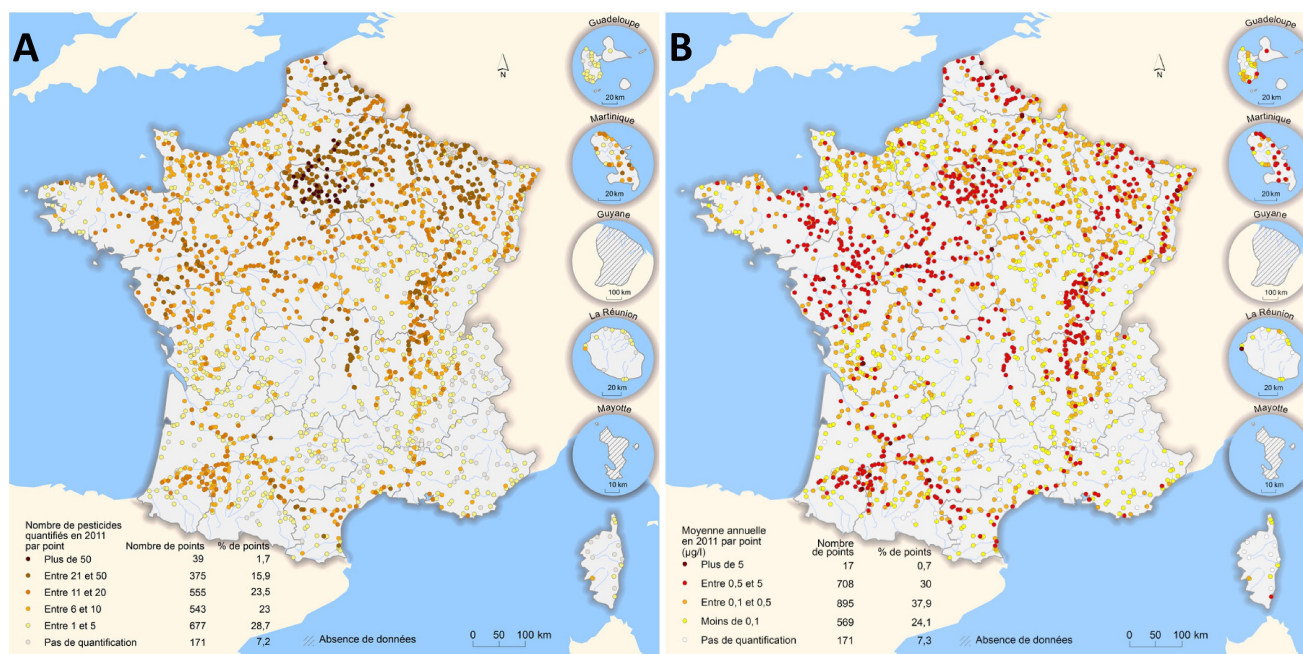 A
N
Guadeloupe
20 km
Martinique
20 km
Guyane
100 km
La Réunion
20 km
Mayotte
10 km
Nombre de pesticides
quantifiés en 2011
par point Nombre de points % de points
Plus de 50 39 1,7
Entre 21 et 50 375 15,9
Entre 11 et 20 555 23,5
Entre 6 et 10 543 23
Entre 1 et 5 677 28,7
Pas de quantification 171 7,2
Absence de données
0 50 100 km
B
N
Guadeloupe
20 km
Martinique
20 km
Guyane
100 km
La Réunion
20 km
Mayotte
10 km
Moyenne annuelle
en 2011 par point
(µg/l) Nombre de points % de points
Plus de 5 17 0,7
Entre 0,5 et 5 708 30
Entre 0,1 et 0,5 895 37,9
Moins de 0,1 569 24,1
Pas de quantification 171 7,3
Absence de données
0 50 100 km